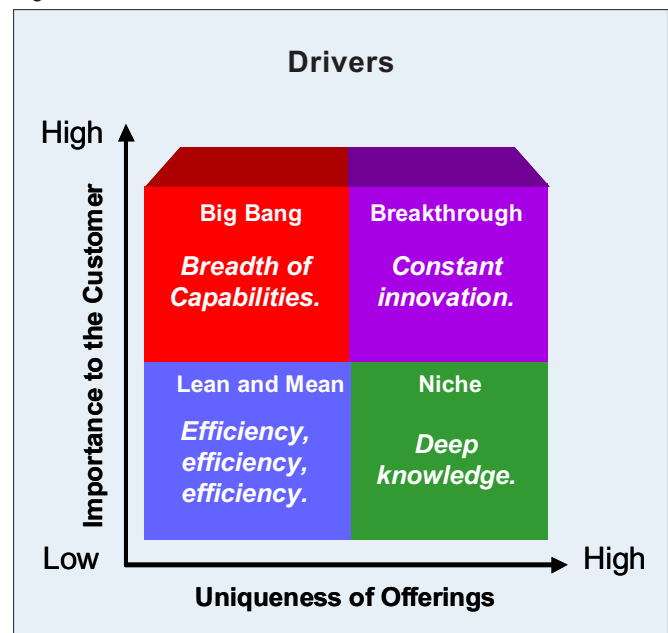 Drivers
High
Importance to the Customer
Big Bang
Breadth of
Capabilities.
Breakthrough
Constant
innovation.
Lean and Mean
Efficiency,
efficiency,
efficiency.
Niche
Deep
knowledge.
Low
High
Uniqueness of Offerings